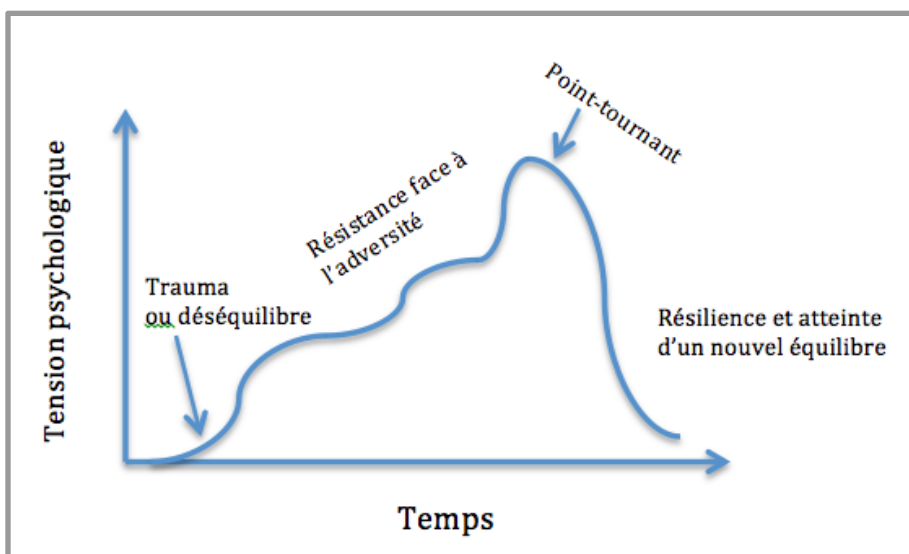 Point-tournant
Tension psychologique
Résistance face à
l'adversité
Trauma
ou déséquilibre
Résilience et atteinte
d'un nouvel équilibre
Temps